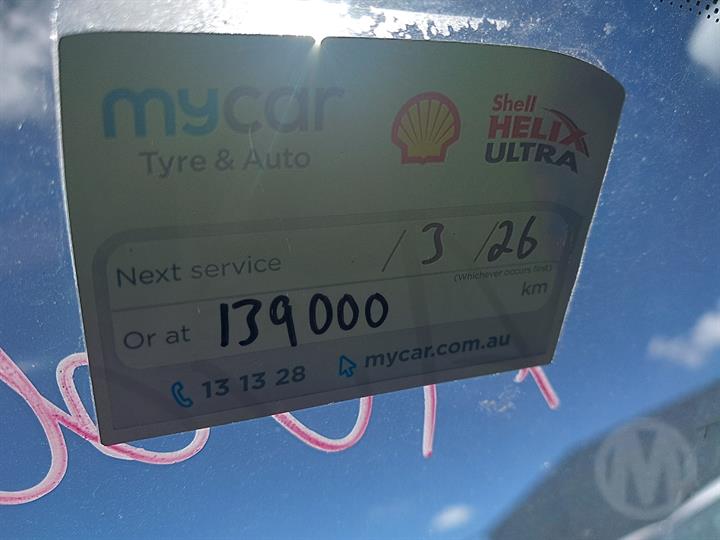 mycar
Tyre & Auto
Shell
HELIX
ULTRA
Next service / 3 / 26
(Whichever occurs first)
Or at 139000 km
13 13 28 mycar.com.au
M